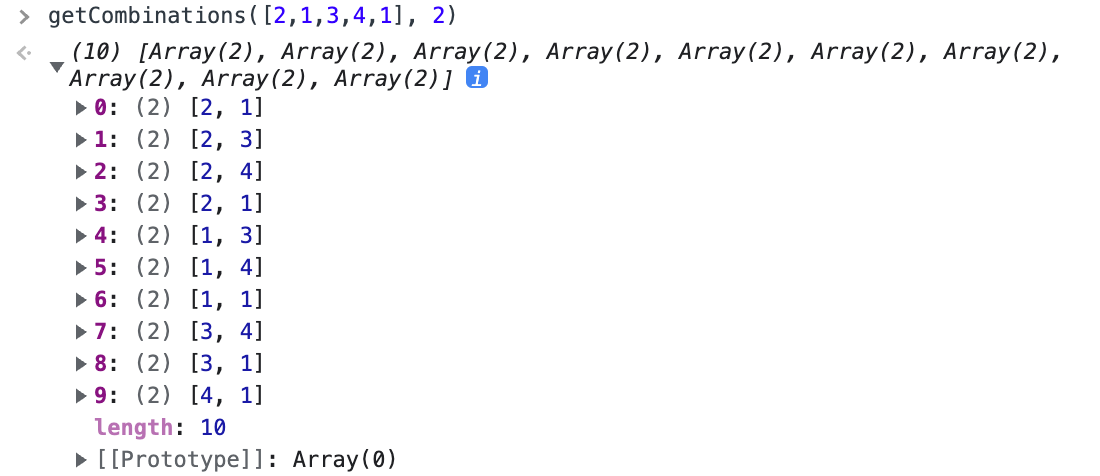 > getCombinations([2,1,3,4,1], 2)
(10) [Array(2), Array(2), Array(2), Array(2), Array(2), Array(2), Array(2),
Array(2), Array(2), Array(2)] i
0: (2) [2, 1]
1: (2) [2, 3]
2: (2) [2, 4]
3: (2) [2, 1]
4: (2) [1, 3]
5: (2) [1, 4]
6: (2) [1, 1]
7: (2) [3, 4]
8: (2) [3, 1]
9: (2) [4, 1]
length: 10
[[Prototype]]: Array(0)